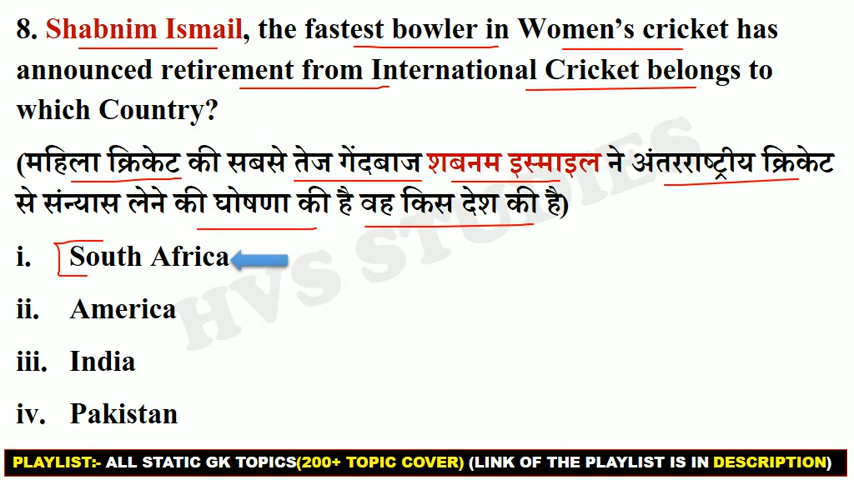 8. Shabnim Ismail, the fastest bowler in Women's cricket has
announced retirement from International Cricket belongs to
which Country?
(महिला क्रिकेट की सबसे तेज गेंदबाज शबनम इस्माइल ने अंतरराष्ट्रीय क्रिकेट
से संन्यास लेने की घोषणा की है वह किस देश की है)
i. South Africa
ii. America
iii. India
iv. Pakistan
HVS STUDIES
PLAYLIST:- ALL STATIC GK TOPICS(200+ TOPIC COVER) (LINK OF THE PLAYLIST IS IN DESCRIPTION)